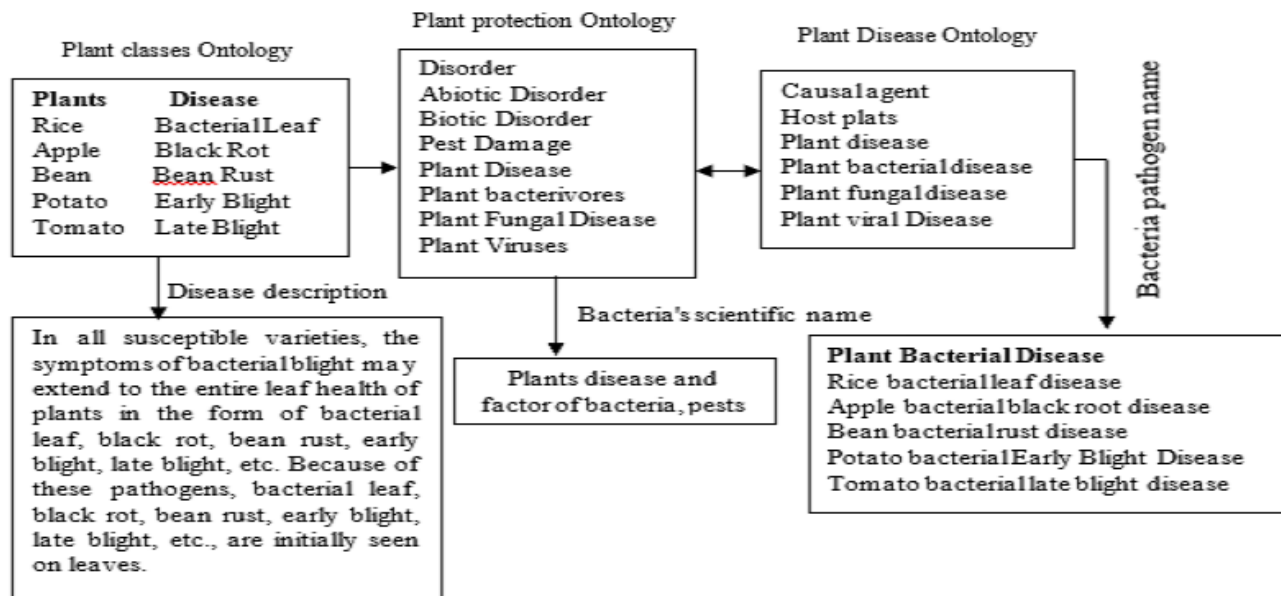 Plant classes Ontology
Plants Disease
Rice Bacterial Leaf
Apple Black Rot
Bean Bean Rust
Potato Early Blight
Tomato Late Blight
Plant protection Ontology
Disorder
Abiotic Disorder
Biotic Disorder
Pest Damage
Plant Disease
Plant bacterivores
Plant Fungal Disease
Plant Viruses
Plant Disease Ontology
Causal agent
Host plats
Plant disease
Plant bacterial disease
Plant fungal disease
Plant viral Disease
Bacteria pathogen name
Disease description
In all susceptible varieties, the
symptoms of bacterial blight may
extend to the entire leaf health of
plants in the form of bacterial
leaf, black rot, bean rust, early
blight, late blight, etc. Because of
these pathogens, bacterial leaf,
black rot, bean rust, early blight,
late blight, etc., are initially seen
on leaves.
Bacteria's scientific name
Plants disease and
factor of bacteria, pests
Plant Bacterial Disease
Rice bacterial leaf disease
Apple bacterial black root disease
Bean bacterial rust disease
Potato bacterial Early Blight Disease
Tomato bacterial late blight disease